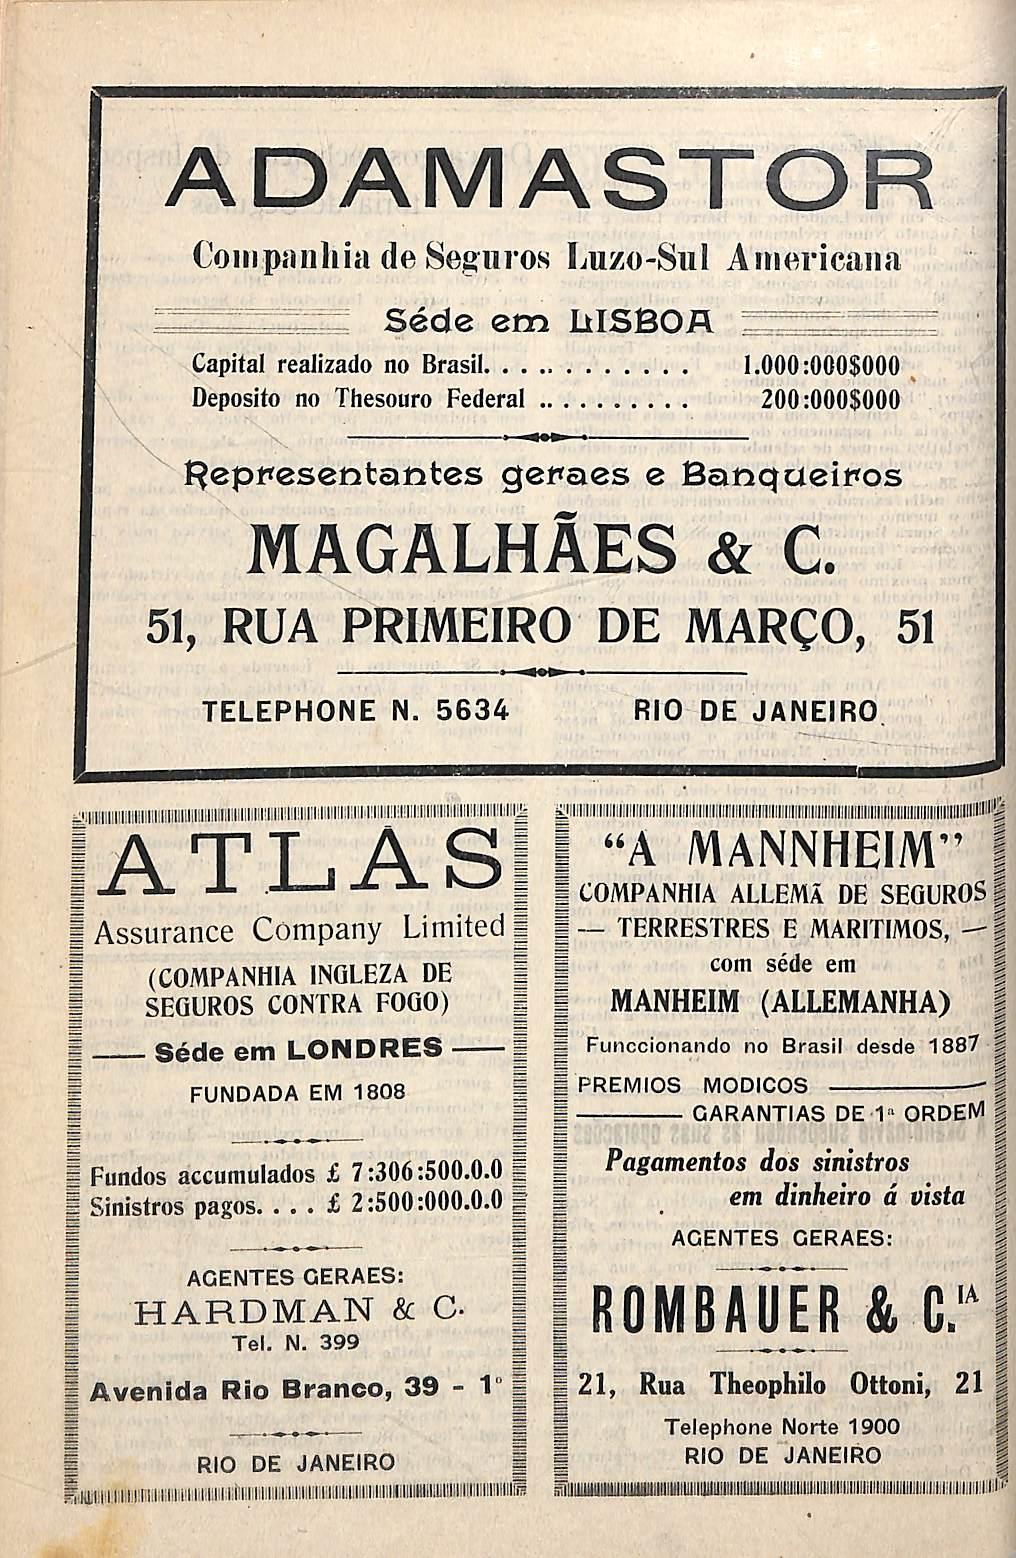 ADAMASTOR
Companhia de Seguros Luzo-Sul Americana
Séde em LISBOA
Capital realizado no Brasil. . . . . . . . . . . . 1.000:000$000
Deposito no Thesouro Federal . . . . . . . . . . 200:000$000
Representantes geraes e Banqueiros
MAGALHÃES & C.
51, RUA PRIMEIRO DE MARÇO, 51
TELEPHONE N. 5634 RIO DE JANEIRO
ATLAS
Assurance Company Limited
(COMPANHIA INGLEZA DE
SEGUROS CONTRA FOGO)
Séde em LONDRES
FUNDADA EM 1808
Fundos accumulados £ 7:306:500.0.0
Sinistros pagos. . . . £ 2:500:000.0.0
AGENTES GERAES:
HARDMAN & C.
Tel. N. 399
Avenida Rio Branco, 39 - 1º
RIO DE JANEIRO
“A MANNHEIM”
COMPANHIA ALLEMÃ DE SEGUROS
— TERRESTRES E MARITIMOS, —
com séde em
MANHEIM (ALLEMANHA)
Funccionando no Brasil desde 1887
PREMIOS MODICOS
GARANTIAS DE 1ª ORDEM
Pagamentos dos sinistros
em dinheiro á vista
AGENTES GERAES:
ROMBAUER & C.IA
21, Rua Theophilo Ottoni, 21
Telephone Norte 1900
RIO DE JANEIRO